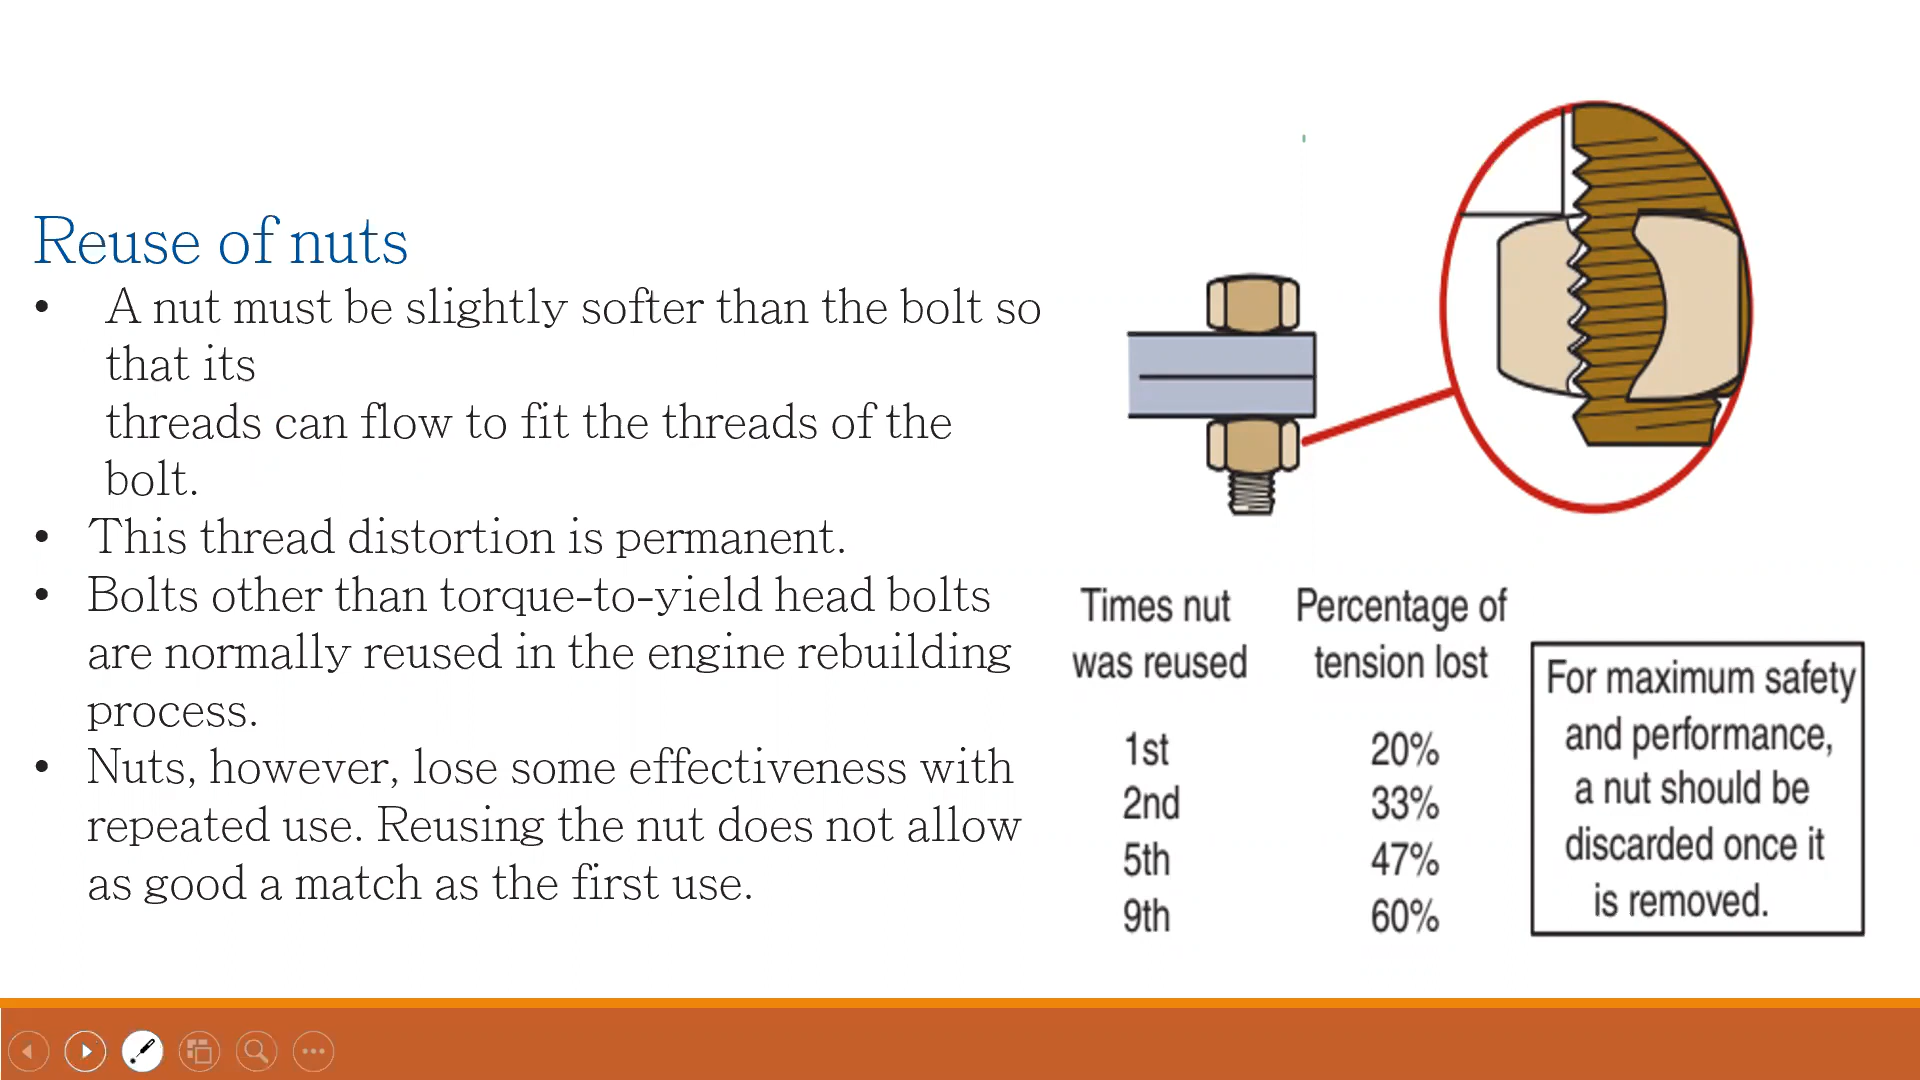 Reuse of nuts
• A nut must be slightly softer than the bolt so
that its
threads can flow to fit the threads of the
bolt.
• This thread distortion is permanent.
• Bolts other than torque-to-yield head bolts
are normally reused in the engine rebuilding
process.
• Nuts, however, lose some effectiveness with
repeated use. Reusing the nut does not allow
as good a match as the first use.
Times nut Percentage of
was reused tension lost
1st 20%
2nd 33%
5th 47%
9th 60%
For maximum safety
and performance,
a nut should be
discarded once it
is removed.